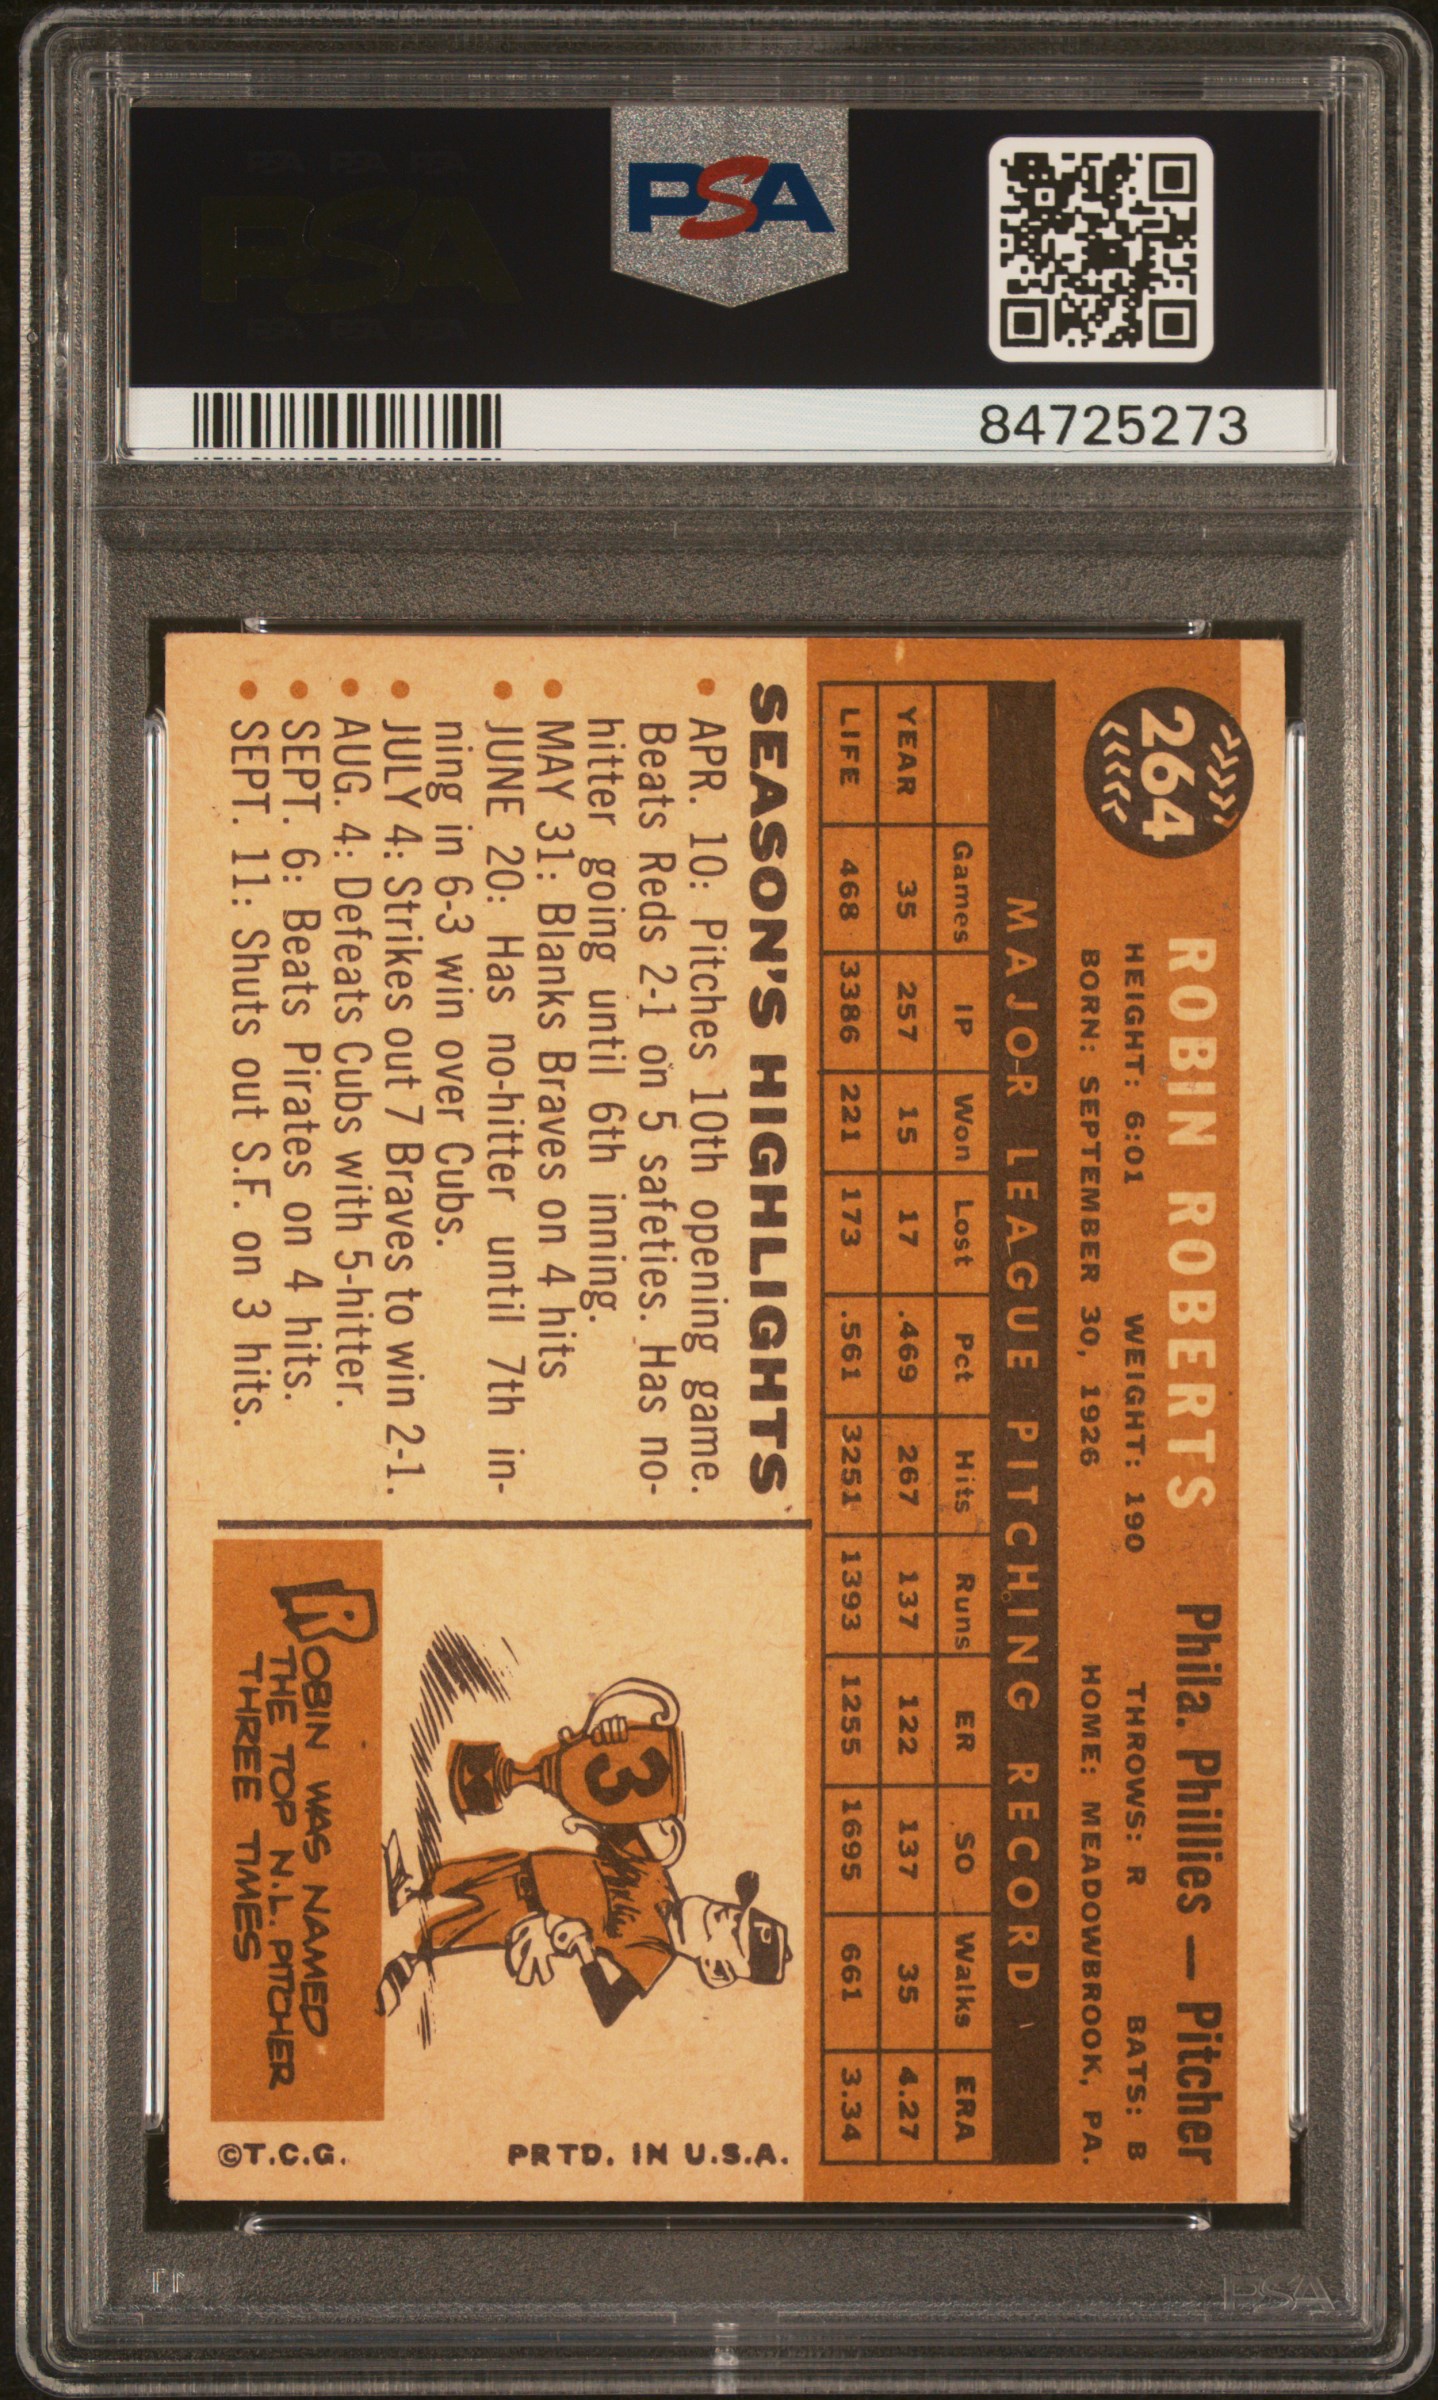 PSA
84725273
264
ROBIN ROBERTS Phila. Phillies — Pitcher
HEIGHT: 6:01 WEIGHT: 190 THROWS: R BATS: B
BORN: SEPTEMBER 30, 1926 HOME: MEADOWBROOK, PA.
MAJOR LEAGUE PITCHING RECORD
Games IP Won Lost Pct Hits Runs ER SO Walks ERA
YEAR 35 257 15 17 .469 267 137 122 137 35 4.27
LIFE 468 3386 221 173 .561 3251 1393 1255 1695 661 3.34
SEASON'S HIGHLIGHTS
• APR. 10: Pitches 10th opening game.
Beats Reds 2-1 on 5 safeties. Has no-
hitter going until 6th inning.
• MAY 31: Blanks Braves on 4 hits
• JUNE 20: Has no-hitter until 7th in-
ning in 6-3 win over Cubs.
• JULY 4: Strikes out 7 Braves to win 2-1.
• AUG. 4: Defeats Cubs with 5-hitter.
• SEPT. 6: Beats Pirates on 4 hits.
• SEPT. 11: Shuts out S.F. on 3 hits.
P
3
ROBIN WAS NAMED
THE TOP N.L. PITCHER
THREE TIMES
©T.C.G. PRTD. IN U.S.A.
PSA